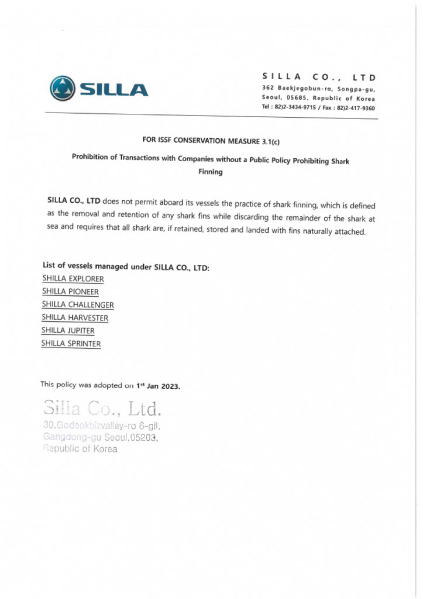 SILLA
SILLA CO., LTD
362 Baekjegobun-ro, Songpa-gu,
Seoul, 05685, Republic of Korea
Tel : 82)2-3434-9715 / Fax : 82)2-417-9360
FOR ISSF CONSERVATION MEASURE 3.1(c)
Prohibition of Transactions with Companies without a Public Policy Prohibiting Shark
Finning
SILLA CO., LTD does not permit aboard its vessels the practice of shark finning, which is defined
as the removal and retention of any shark fins while discarding the remainder of the shark at
sea and requires that all shark are, if retained, stored and landed with fins naturally attached.
List of vessels managed under SILLA CO., LTD:
SHILLA EXPLORER
SHILLA PIONEER
SHILLA CHALLENGER
SHILLA HARVESTER
SHILLA JUPITER
SHILLA SPRINTER
This policy was adopted on 1st Jan 2023.
Silla Co., Ltd.
30,Godeokbizvalley-ro 6-gil,
Gangdong-gu Seoul,05203,
Republic of Korea